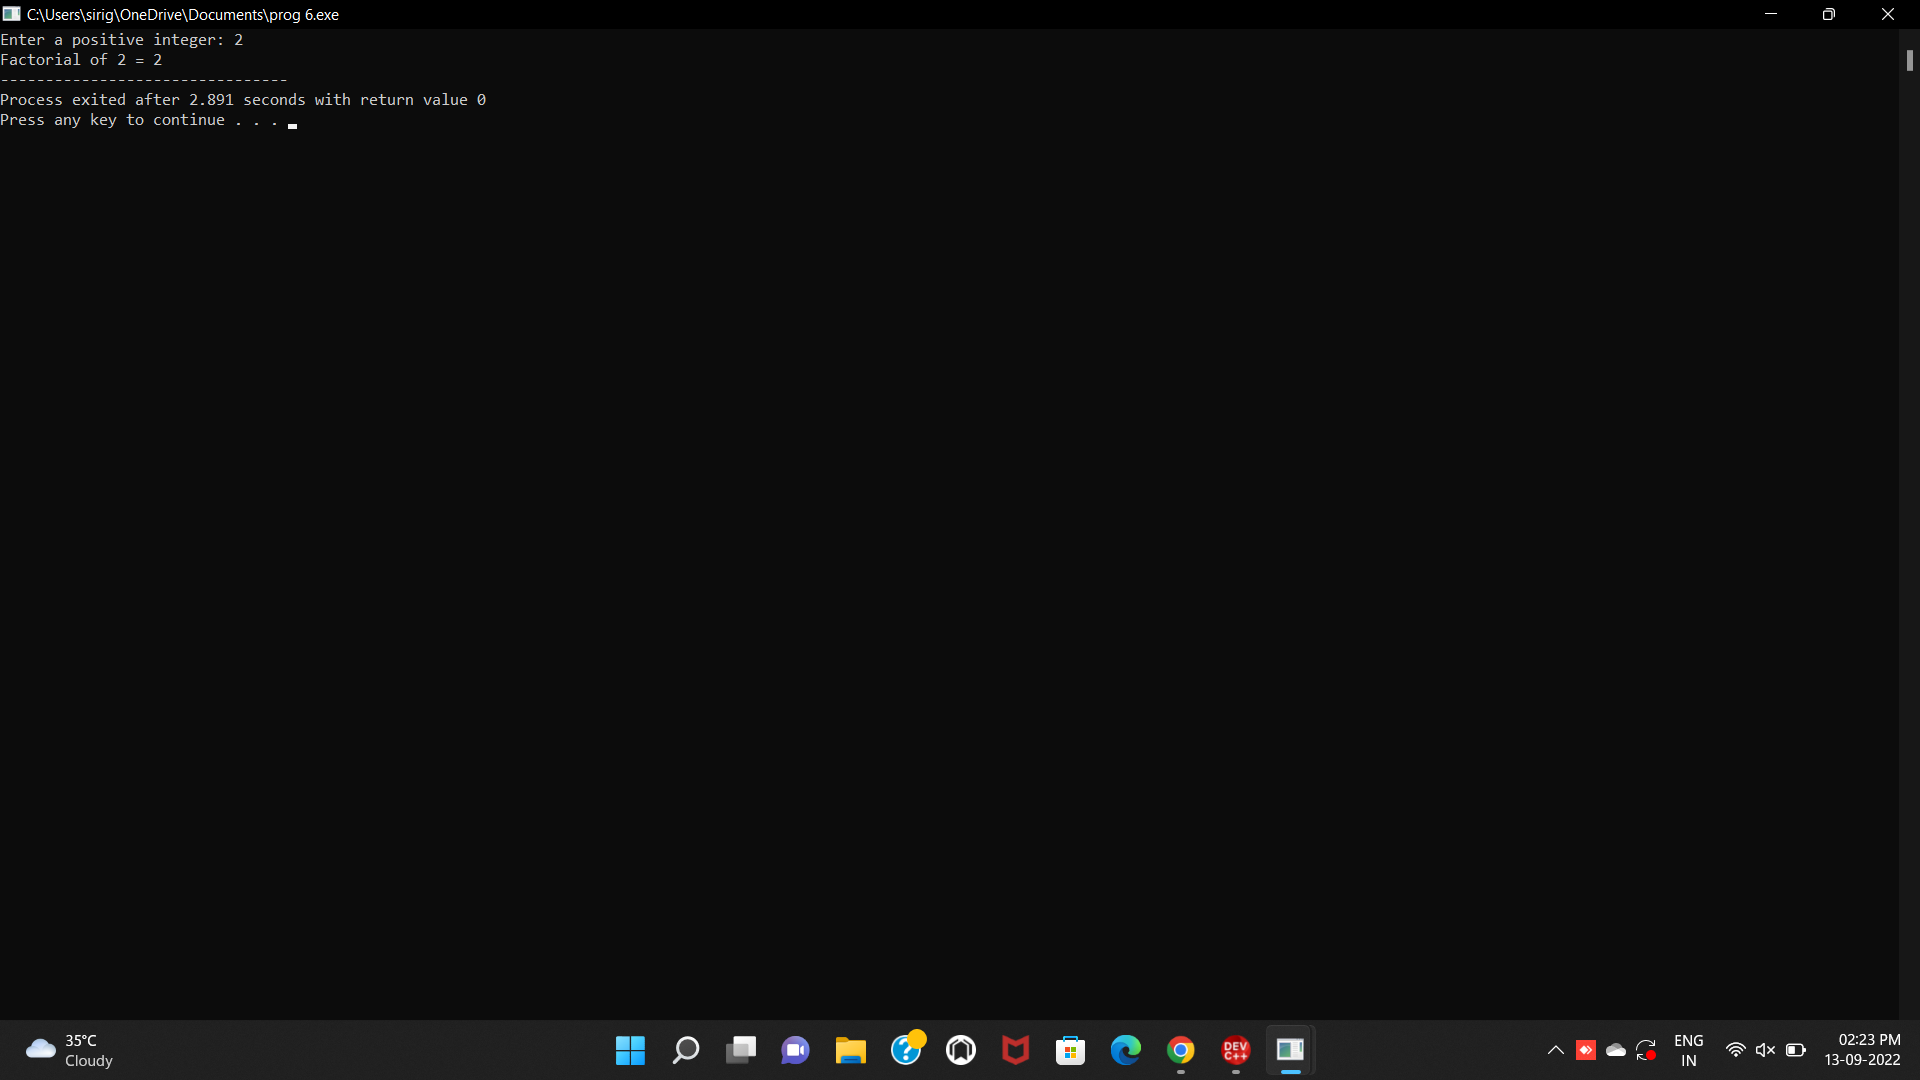 C:\Users\sirig\OneDrive\Documents\prog 6.exe
Enter a positive integer: 2
Factorial of 2 = 2
--------------------------------
Process exited after 2.891 seconds with return value 0
Press any key to continue . . .
35°C
Cloudy
DEV
C++
ENG
IN
02:23 PM
13-09-2022